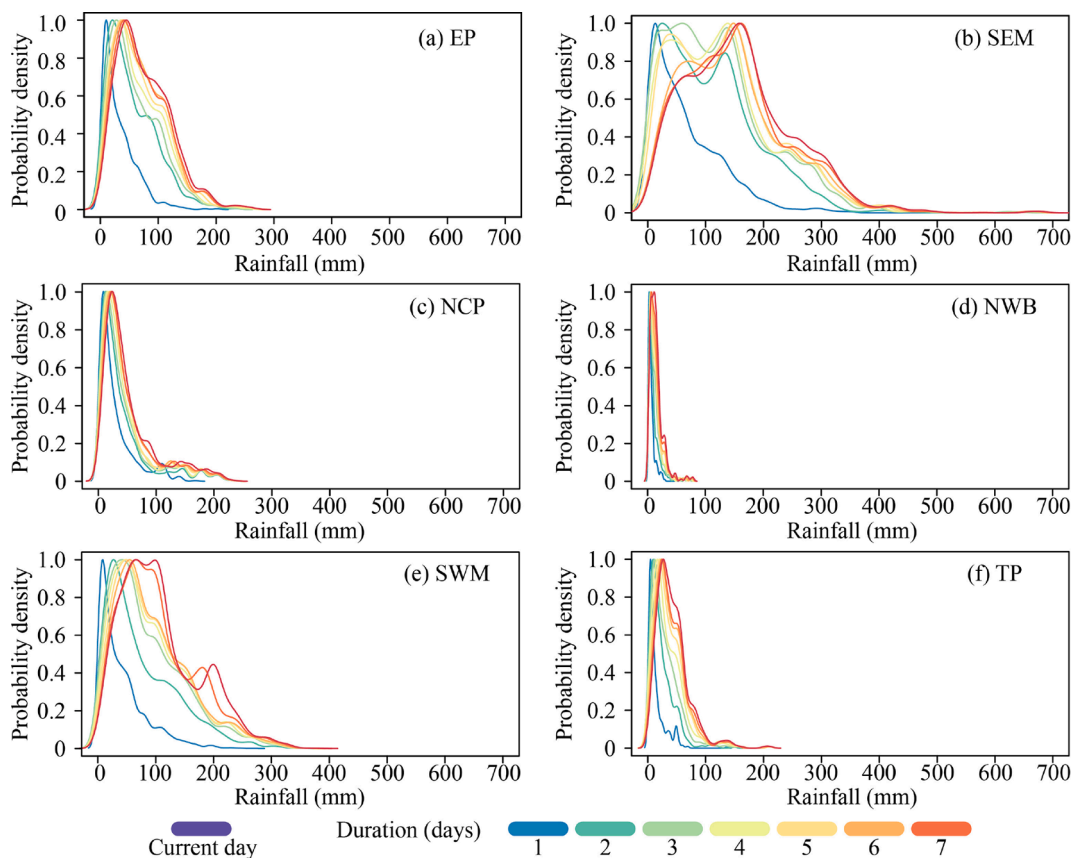 (a) EP
Probability density
1.0
0.8
0.6
0.4
0.2
0
0 100 200 300 400 500 600 700
Rainfall (mm)
(b) SEM
Probability density
1.0
0.8
0.6
0.4
0.2
0
0 100 200 300 400 500 600 700
Rainfall (mm)
(c) NCP
Probability density
1.0
0.8
0.6
0.4
0.2
0
0 100 200 300 400 500 600 700
Rainfall (mm)
(d) NWB
Probability density
1.0
0.8
0.6
0.4
0.2
0
0 100 200 300 400 500 600 700
Rainfall (mm)
(e) SWM
Probability density
1.0
0.8
0.6
0.4
0.2
0
0 100 200 300 400 500 600 700
Rainfall (mm)
(f) TP
Probability density
1.0
0.8
0.6
0.4
0.2
0
0 100 200 300 400 500 600 700
Rainfall (mm)
Current day
Duration (days)
1 2 3 4 5 6 7